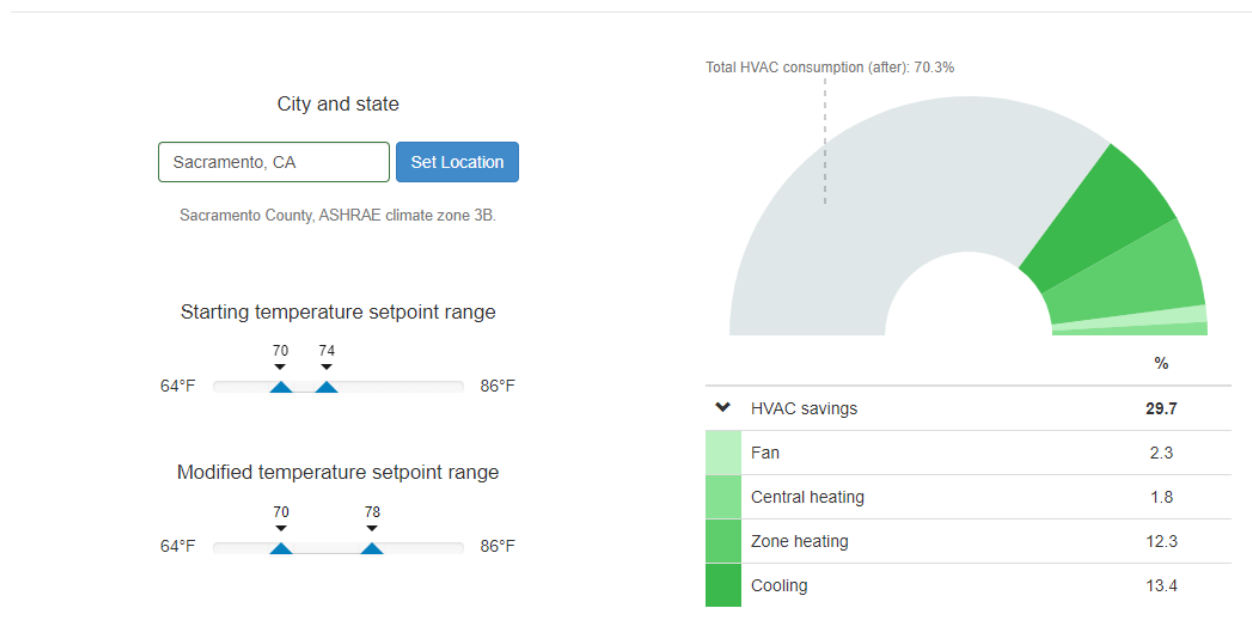 City and state
Sacramento, CA
Set Location
Sacramento County, ASHRAE climate zone 3B.
Starting temperature setpoint range
70 74
64°F 86°F
Modified temperature setpoint range
70 78
64°F 86°F
Total HVAC consumption (after): 70.3%
%
HVAC savings 29.7
Fan 2.3
Central heating 1.8
Zone heating 12.3
Cooling 13.4